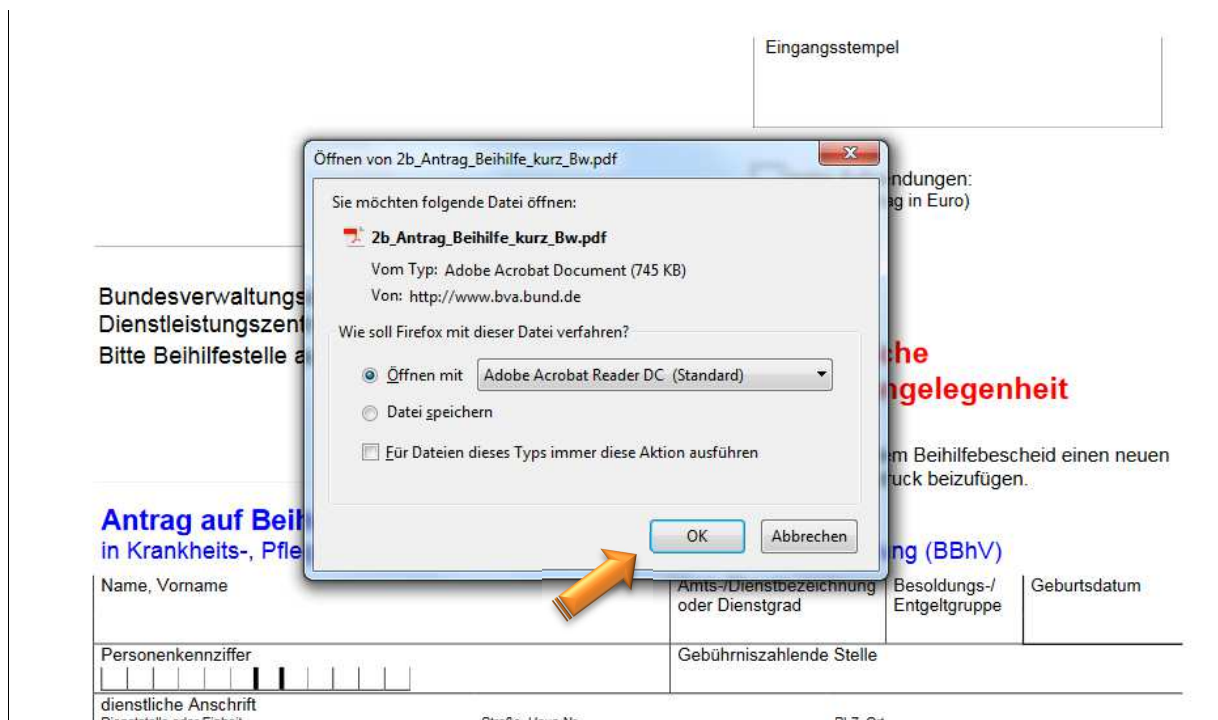 Eingangsstempel
Öffnen von 2b_Antrag_Beihilfe_kurz_Bw.pdf
ndungen:
ag in Euro)
Sie möchten folgende Datei öffnen:
2b_Antrag_Beihilfe_kurz_Bw.pdf
Vom Typ: Adobe Acrobat Document (745 KB)
Von: http://www.bva.bund.de
Bundesverwaltungs
Dienstleistungszent
Bitte Beihilfestelle a
Wie soll Firefox mit dieser Datei verfahren?
Öffnen mit Adobe Acrobat Reader DC (Standard)
Datei speichern
Für Dateien dieses Typs immer diese Aktion ausführen
OK Abbrechen
che
ngelegenheit
em Beihilfebescheid einen neuen
ruck beizufügen.
Antrag auf Beih
in Krankheits-, Pfle
ng (BBhV)
Name, Vorname
Amts-/Dienstbezeichnung
oder Dienstgrad
Besoldungs-/
Entgeltgruppe
Geburtsdatum
Personenkennziffer
Gebührniszahlende Stelle
dienstliche Anschrift